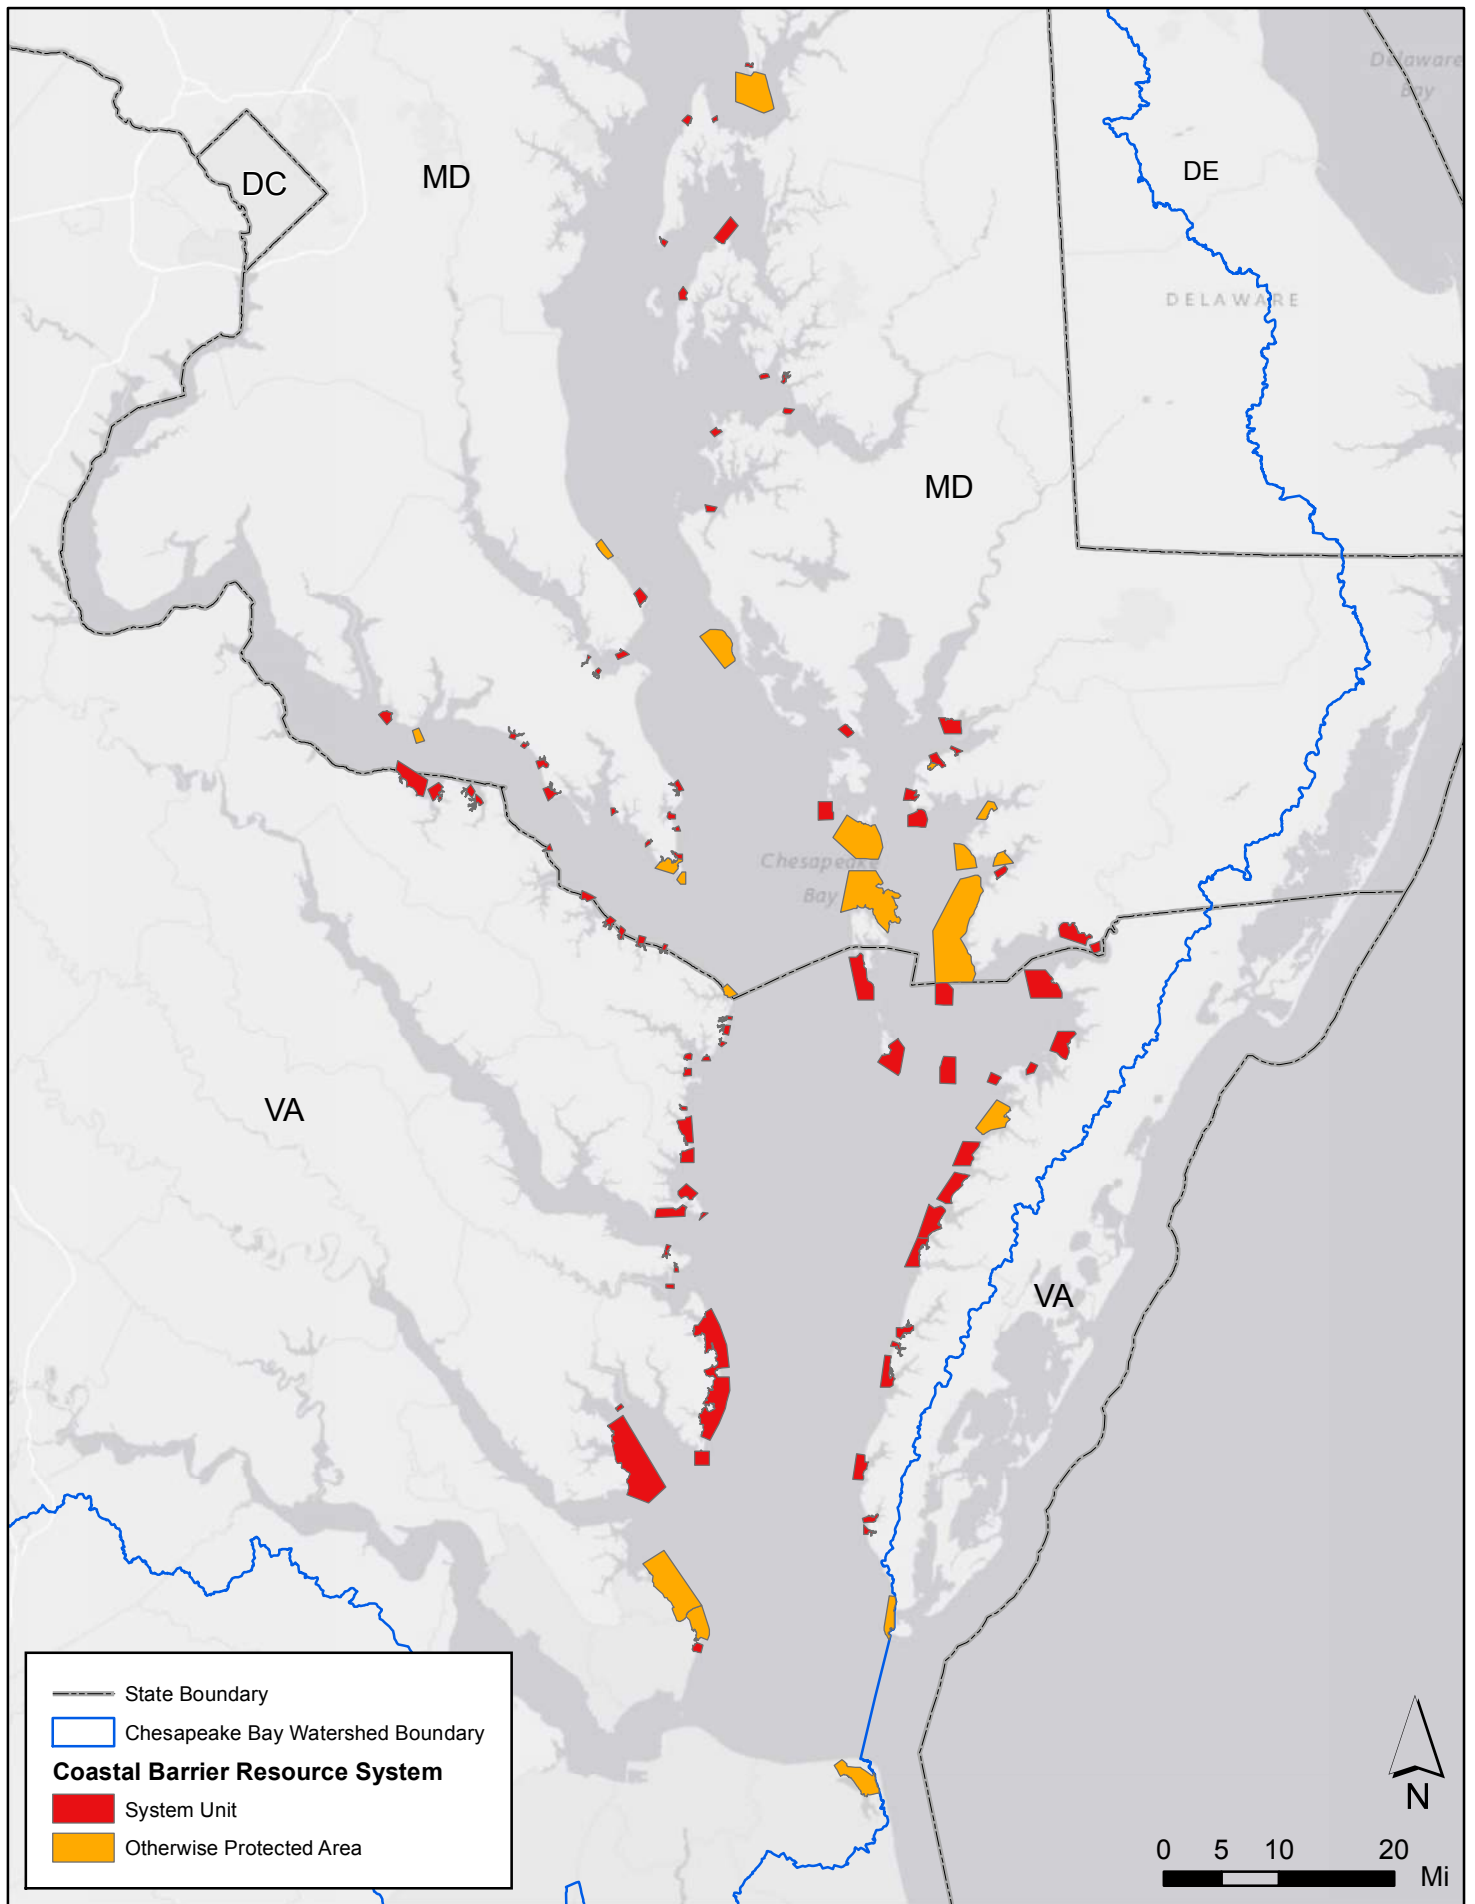 Delaware
Bay
DC
MD
DE
DELAWARE
MD
Chesapeake
Bay
VA
VA
State Boundary
Chesapeake Bay Watershed Boundary
Coastal Barrier Resource System
System Unit
Otherwise Protected Area
N
0 5 10 20
Mi